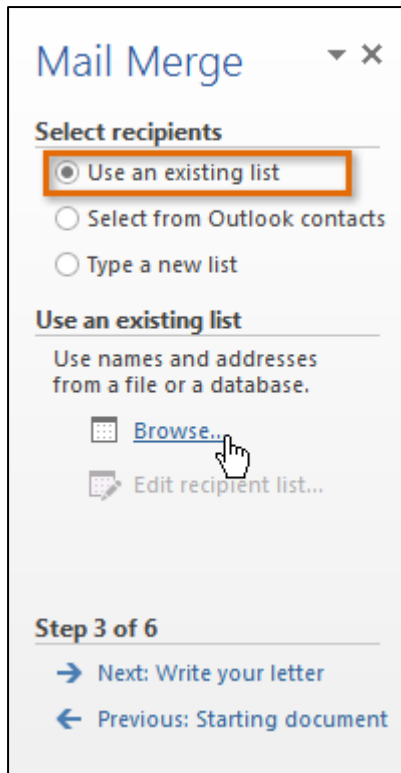 Mail Merge
Select recipients
Use an existing list
Select from Outlook contacts
Type a new list
Use an existing list
Use names and addresses
from a file or a database.
Browse...
Edit recipient list...
Step 3 of 6
Next: Write your letter
Previous: Starting document